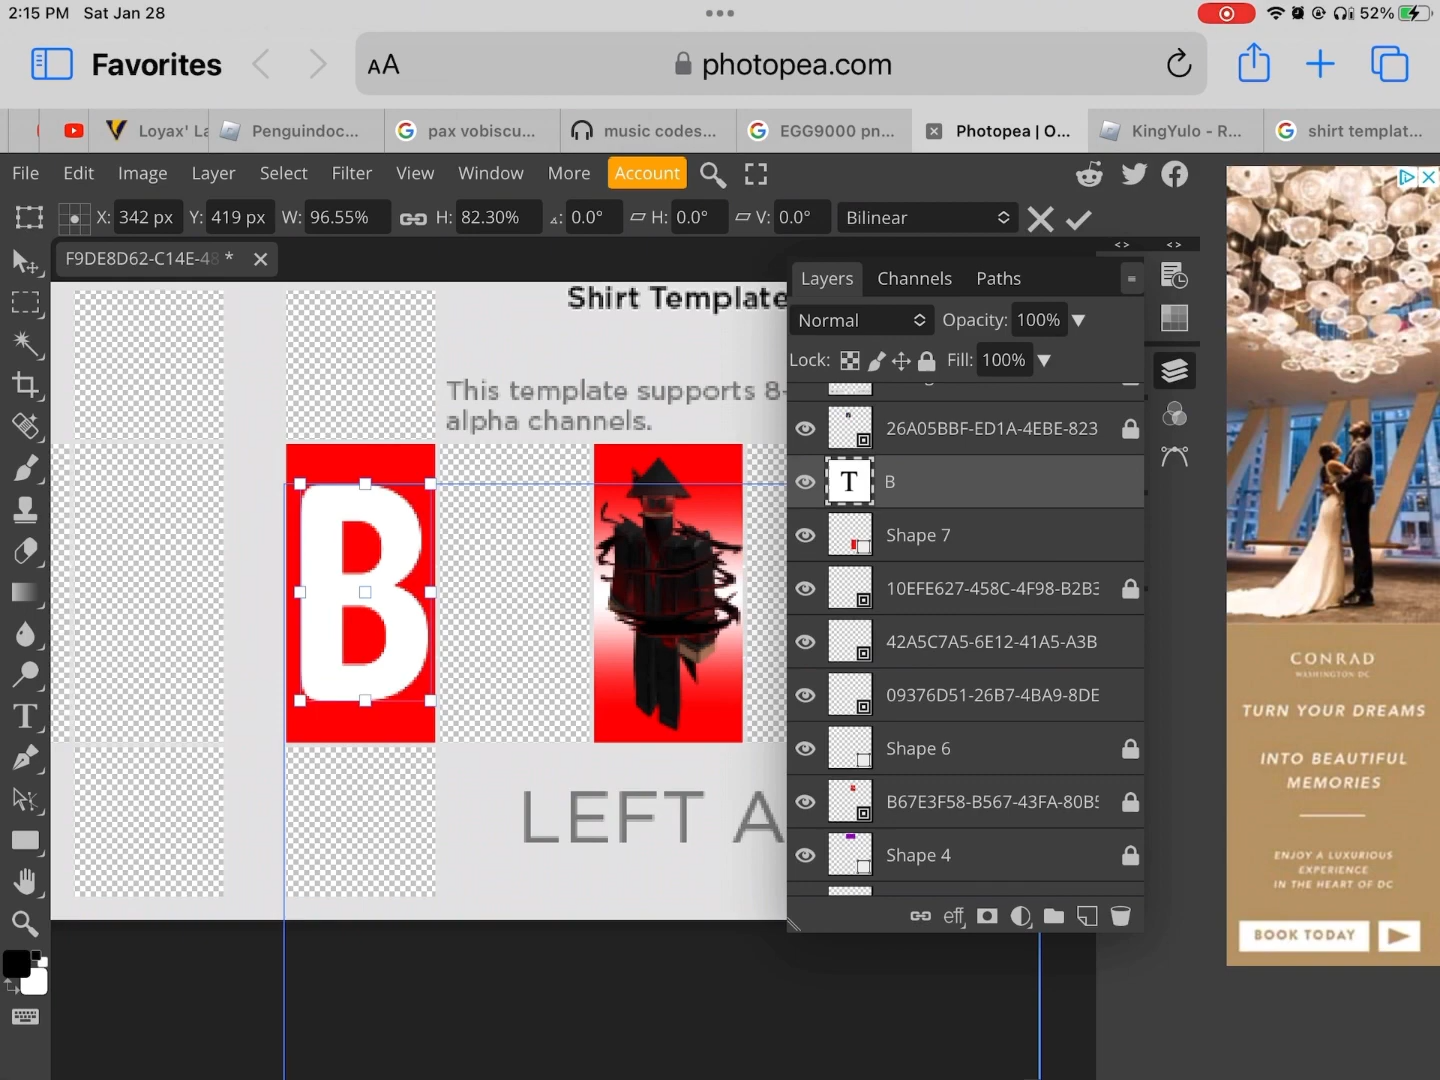 2:15 PM Sat Jan 28
52%
Favorites
AA
photopea.com
Loyax' La
Penguindoc...
pax vobiscu...
music codes...
EGG9000 pn...
Photopea | O...
KingYulo - R...
shirt templat...
File Edit Image Layer Select Filter View Window More Account
X: 342 px Y: 419 px W: 96.55% H: 82.30% 0.0° H: 0.0° V: 0.0° Bilinear
F9DE8D62-C14E-48 *
Shirt Template
This template supports 8-
alpha channels.
B
LEFT A
Layers Channels Paths
Normal Opacity: 100%
Lock: Fill: 100%
26A05BBF-ED1A-4EBE-823
T B
Shape 7
10EFE627-458C-4F98-B2B3
42A5C7A5-6E12-41A5-A3B
09376D51-26B7-4BA9-8DE
Shape 6
B67E3F58-B567-43FA-80B5
Shape 4
eff
CONRAD
WASHINGTON DC
TURN YOUR DREAMS
INTO BEAUTIFUL
MEMORIES
ENJOY A LUXURIOUS
EXPERIENCE
IN THE HEART OF DC
BOOK TODAY